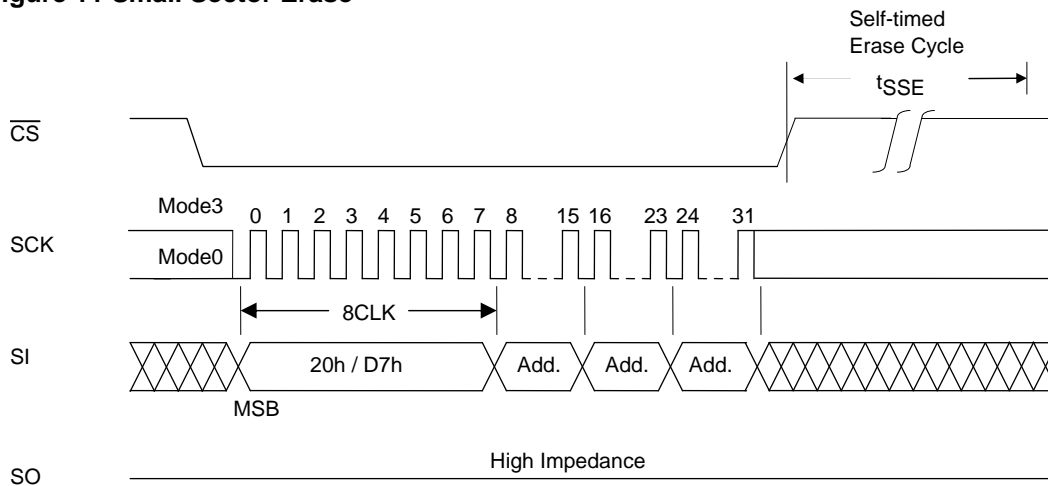 Figure 11 Small Sector Erase
Self-timed
Erase Cycle
tSSE
CS
Mode3
0 1 2 3 4 5 6 7 8 15 16 23 24 31
SCK
Mode0
8CLK
SI
20h / D7h
Add.
Add.
Add.
MSB
High Impedance
SO